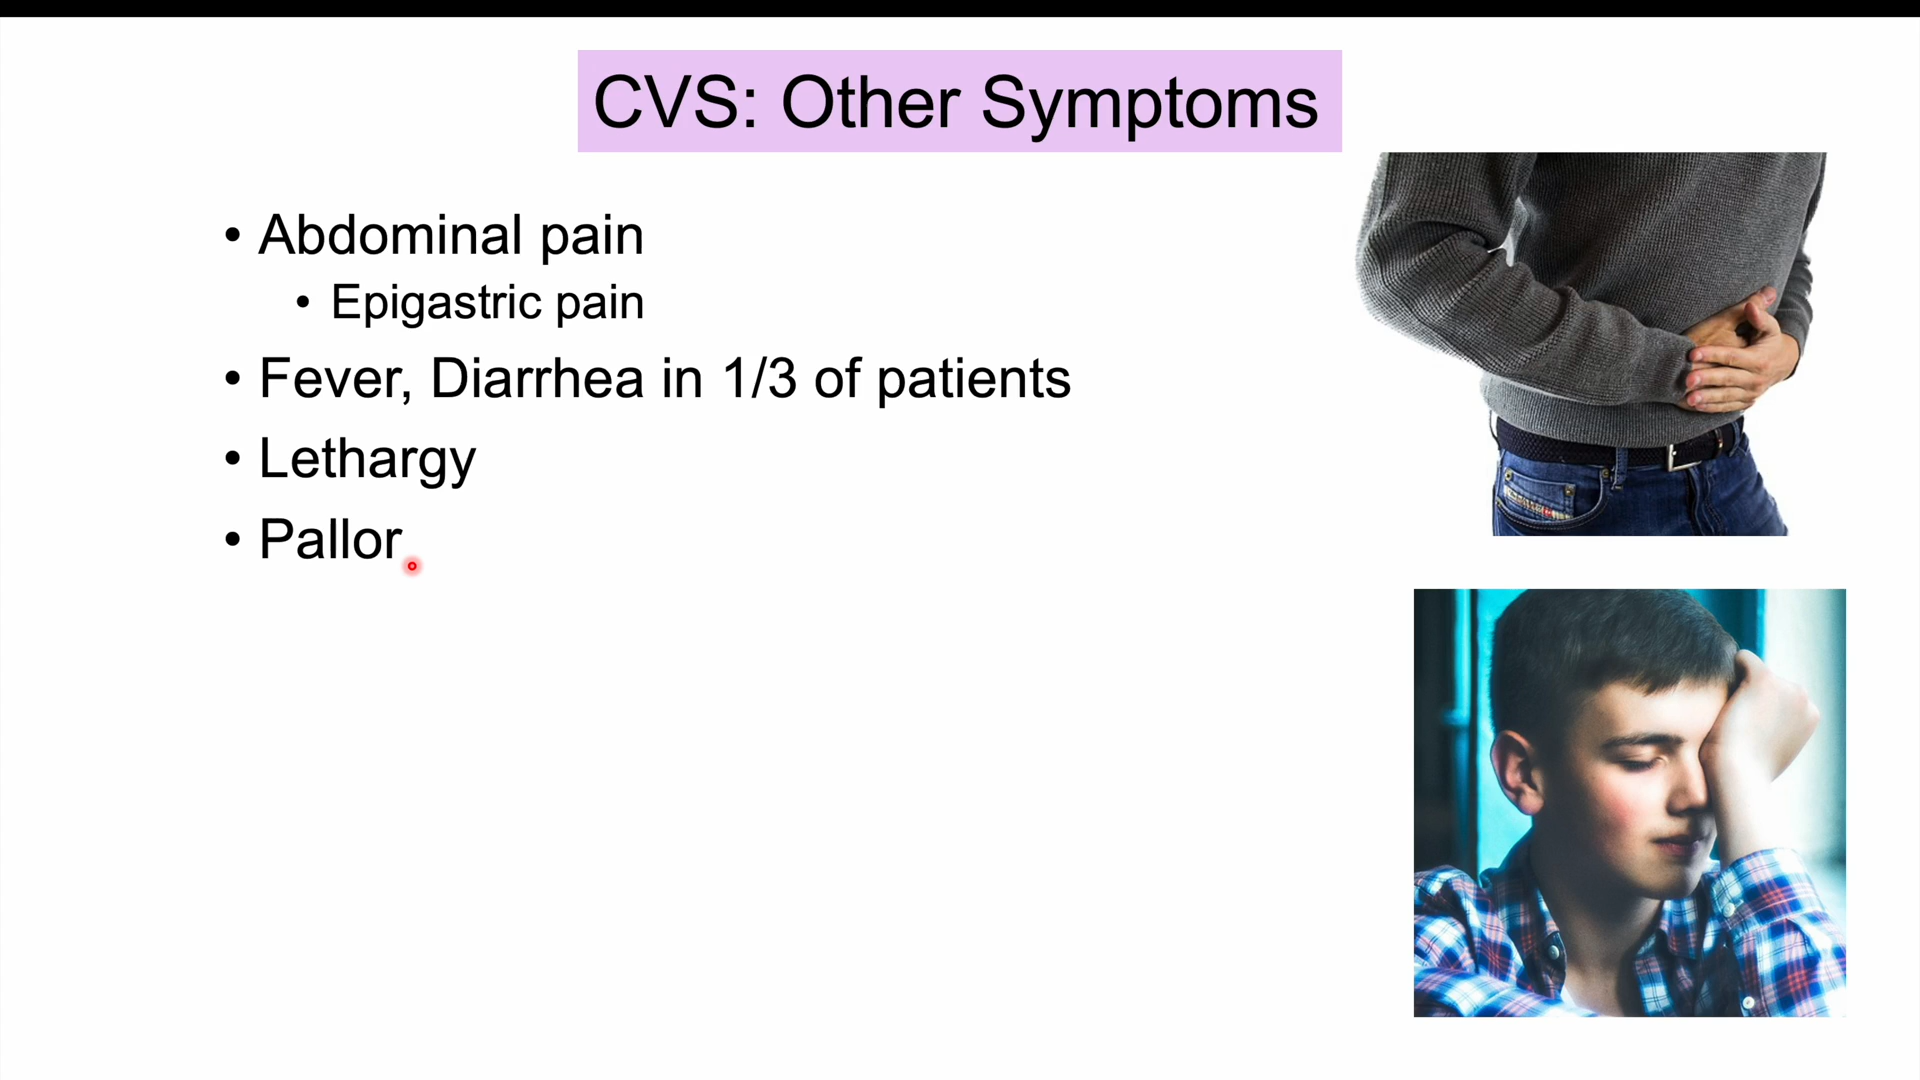 CVS: Other Symptoms
• Abdominal pain
• Epigastric pain
• Fever, Diarrhea in 1/3 of patients
• Lethargy
• Pallor